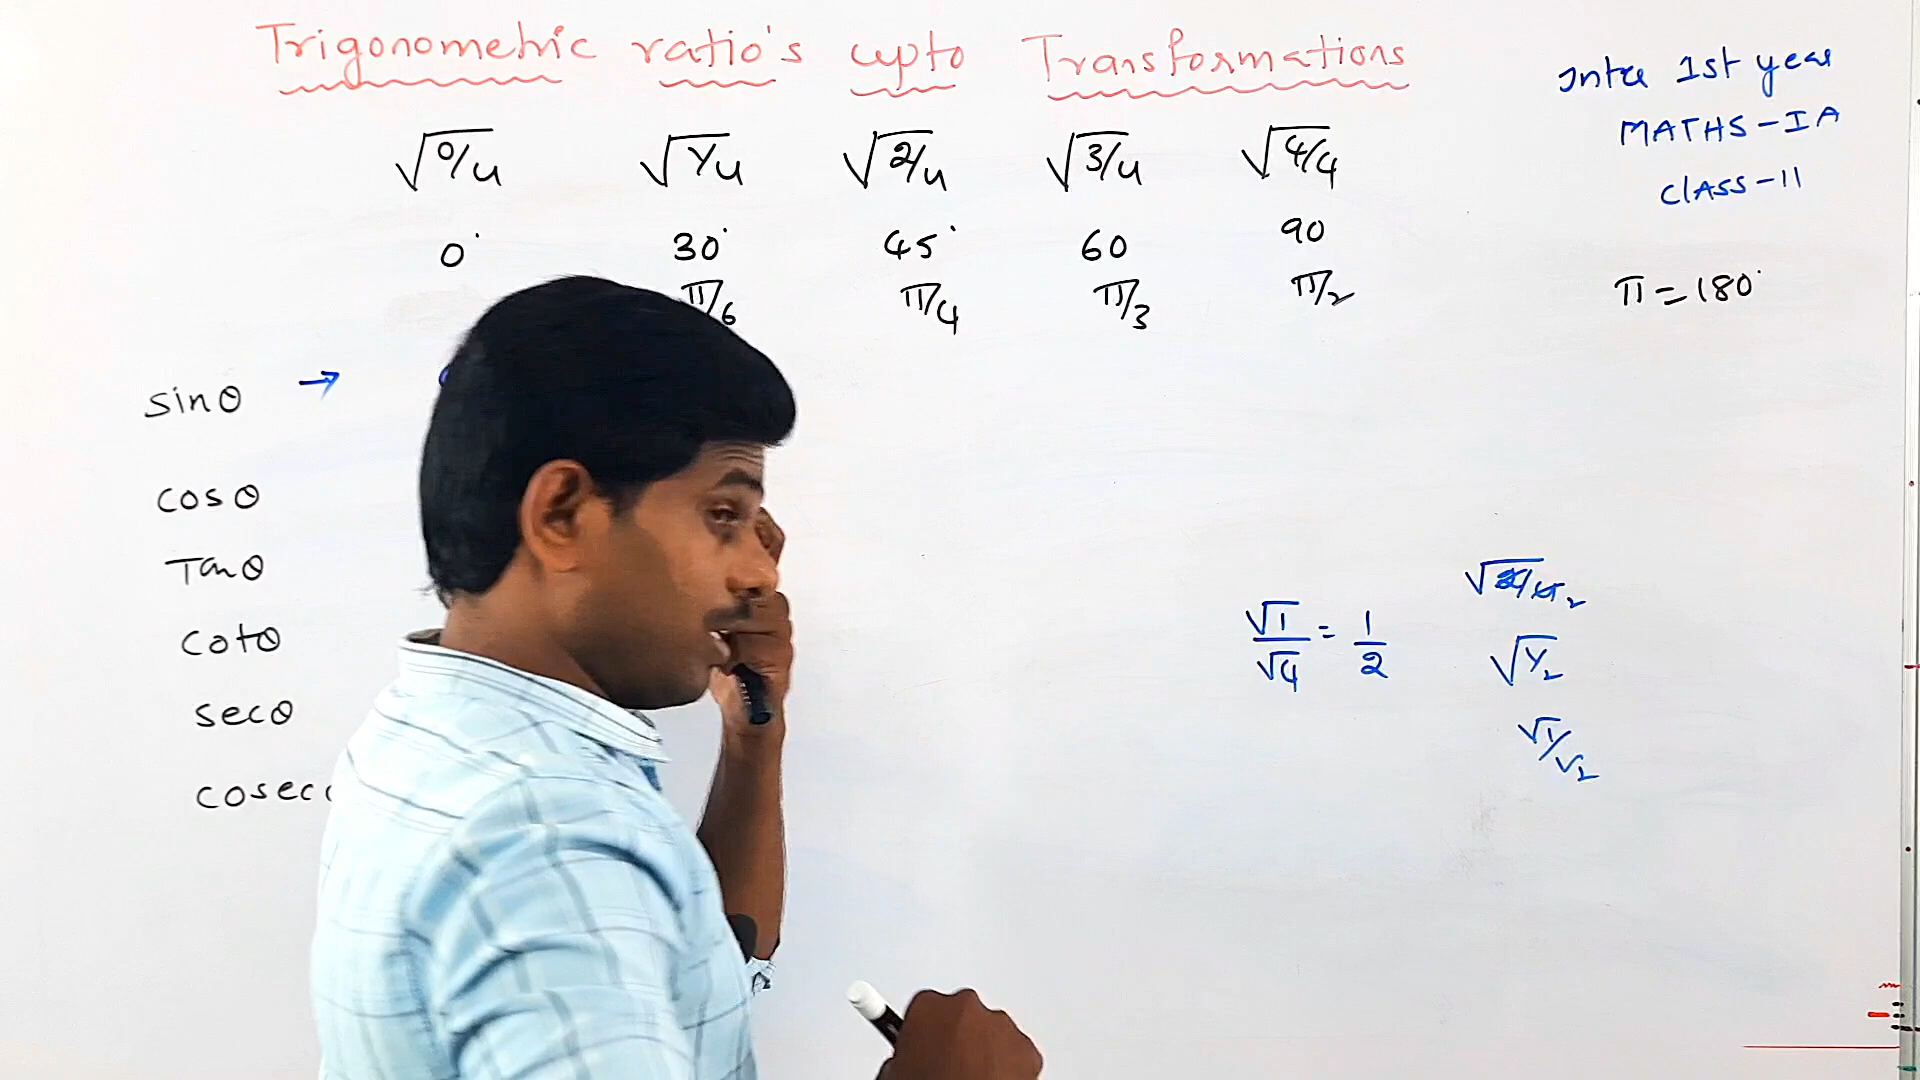 Trigonometric ratio's upto Transformations
Inter 1st year
MATHS-IA
ClASS-11
√0/4 √1/4 √2/4 √3/4 √4/4
0° 30° 45° 60 90
π/6 π/4 π/3 π/2
π=180°
sinθ →
cosθ
Tanθ
cotθ
secθ
cosec
√1/√4 = 1/2
√1/2
√1/√2